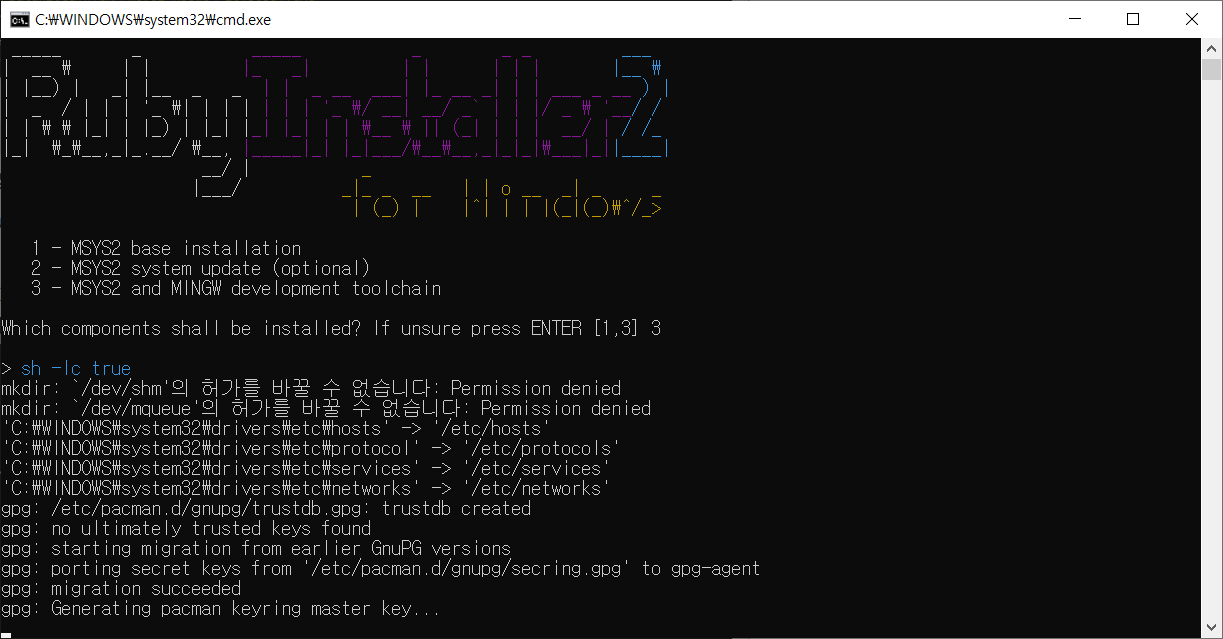 C:₩WINDOWS₩system32₩cmd.exe
RubyInstaller2
for Windows
1 - MSYS2 base installation
2 - MSYS2 system update (optional)
3 - MSYS2 and MINGW development toolchain
Which components shall be installed? If unsure press ENTER [1,3] 3
> sh -lc true
mkdir: `/dev/shm'의 허가를 바꿀 수 없습니다: Permission denied
mkdir: `/dev/mqueue'의 허가를 바꿀 수 없습니다: Permission denied
'C:₩WINDOWS₩system32₩drivers₩etc₩hosts' -> '/etc/hosts'
'C:₩WINDOWS₩system32₩drivers₩etc₩protocol' -> '/etc/protocols'
'C:₩WINDOWS₩system32₩drivers₩etc₩services' -> '/etc/services'
'C:₩WINDOWS₩system32₩drivers₩etc₩networks' -> '/etc/networks'
gpg: /etc/pacman.d/gnupg/trustdb.gpg: trustdb created
gpg: no ultimately trusted keys found
gpg: starting migration from earlier GnuPG versions
gpg: porting secret keys from '/etc/pacman.d/gnupg/secring.gpg' to gpg-agent
gpg: migration succeeded
gpg: Generating pacman keyring master key...